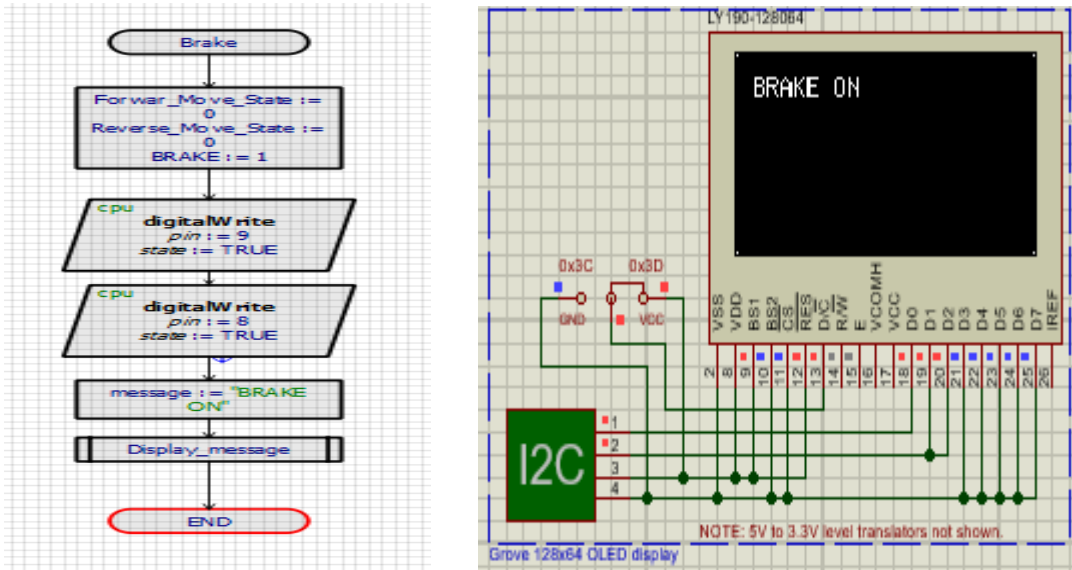 Brake
Forwar_Move_State :=
0
Reverse_Move_State :=
0
BRAKE := 1
cpu
digitalWrite
pin := 9
state := TRUE
cpu
digitalWrite
pin := 8
state := TRUE
message := "BRAKE
ON"
Display_message
END
LY190-128064
BRAKE ON
0x3C 0x3D
GND VCC
VSS
VDD
BS1
BS2
CS
RES
D/C
R/W
E
VCOMH
VCC
D0
D1
D2
D3
D4
D5
D6
D7
IREF
2 8 9 10 11 12 13 14 15 16 17 18 19 20 21 22 23 24 25 26
I2C
1
2
3
4
NOTE: 5V to 3.3V level translators not shown.
Grove 128x64 OLED display